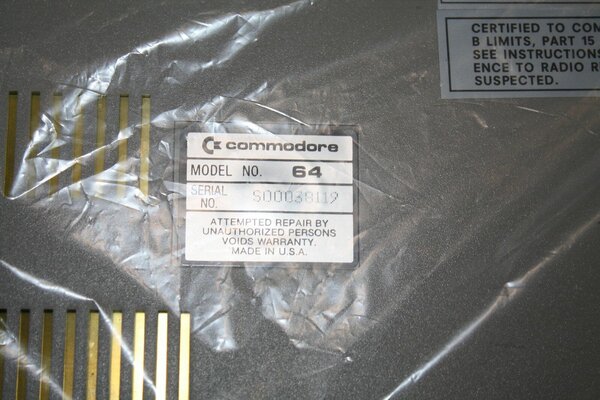 CERTIFIED TO
B LIMITS, PART 15
SEE INSTRUCTIONS
ENCE TO RADIO
SUSPECTED.
commodore
MODEL NO. 64
SERIAL NO. S00038119
ATTEMPTED REPAIR BY
UNAUTHORIZED PERSONS
VOIDS WARRANTY.
MADE IN U.S.A.